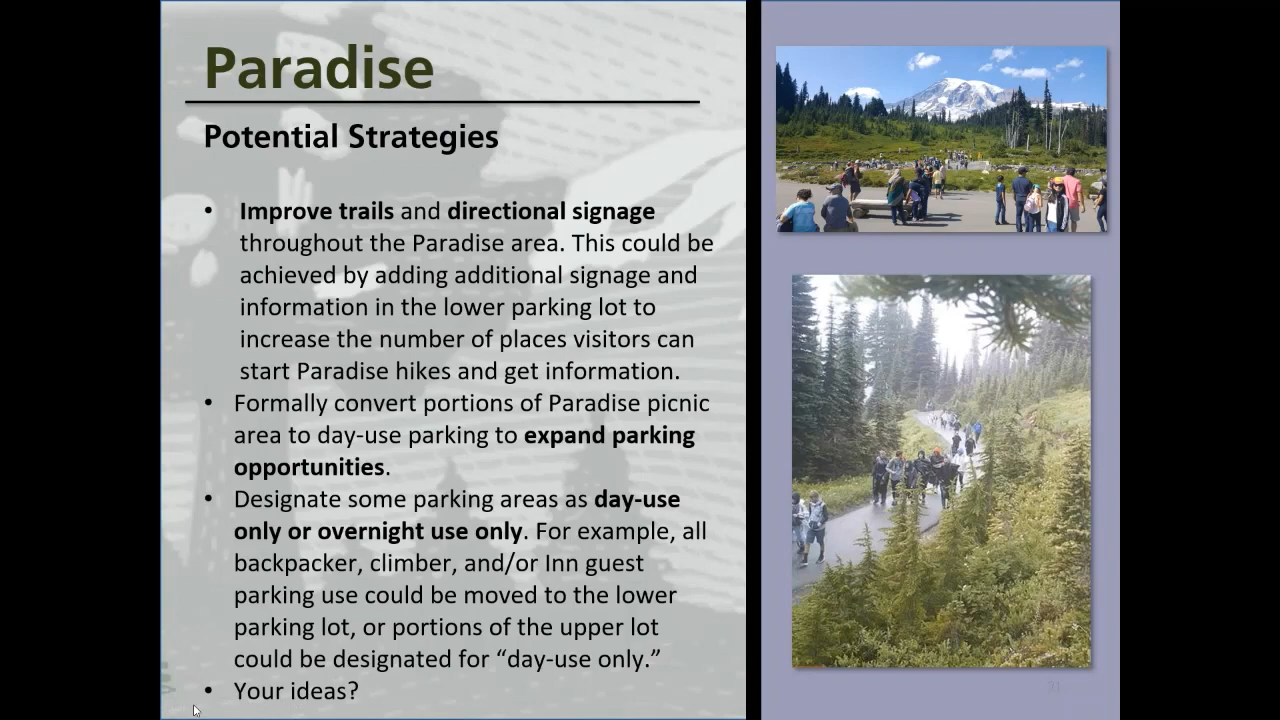 Paradise
Potential Strategies
• Improve trails and directional signage
throughout the Paradise area. This could be
achieved by adding additional signage and
information in the lower parking lot to
increase the number of places visitors can
start Paradise hikes and get information.
• Formally convert portions of Paradise picnic
area to day-use parking to expand parking
opportunities.
• Designate some parking areas as day-use
only or overnight use only. For example, all
backpacker, climber, and/or Inn guest
parking use could be moved to the lower
parking lot, or portions of the upper lot
could be designated for “day-use only.”
• Your ideas?
21